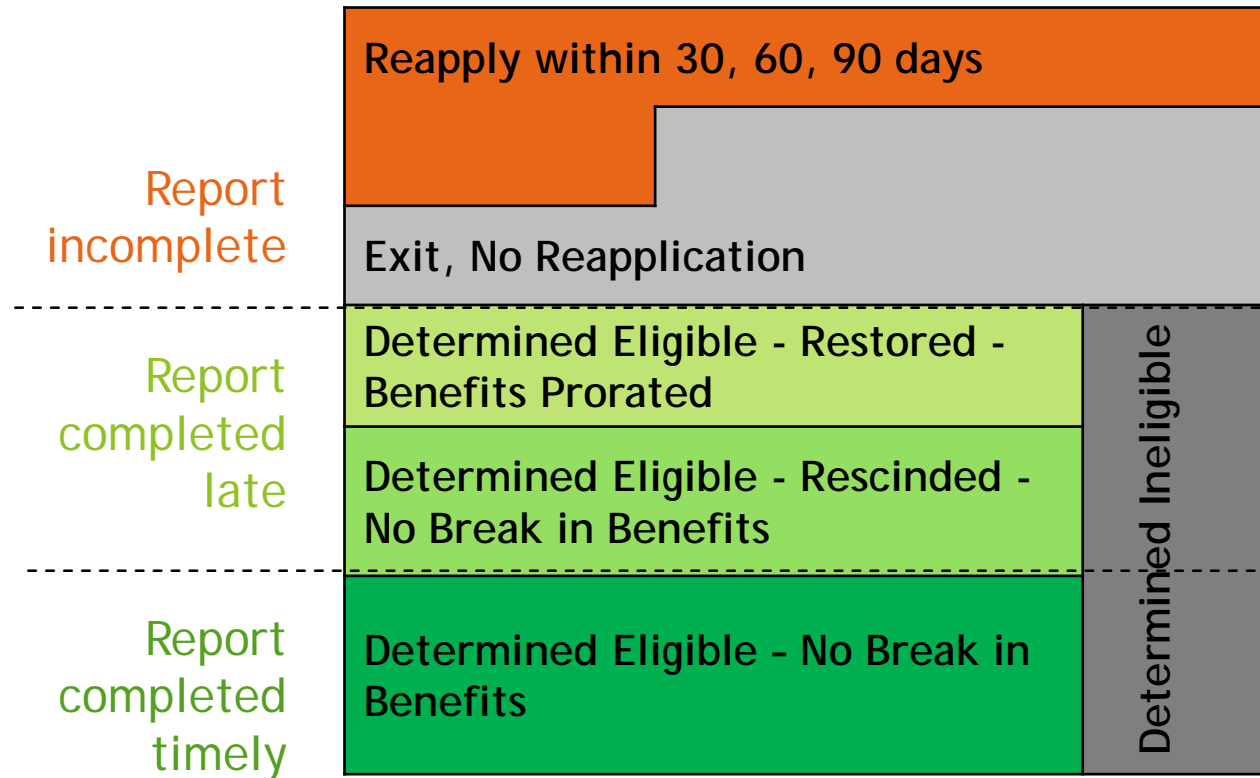 Reapply within 30, 60, 90 days
Report
incomplete
Exit, No Reapplication
Report
completed
late
Determined Eligible - Restored -
Benefits Prorated
Determined Eligible - Rescinded -
No Break in Benefits
Report
completed
timely
Determined Eligible – No Break in
Benefits
Determined Ineligible